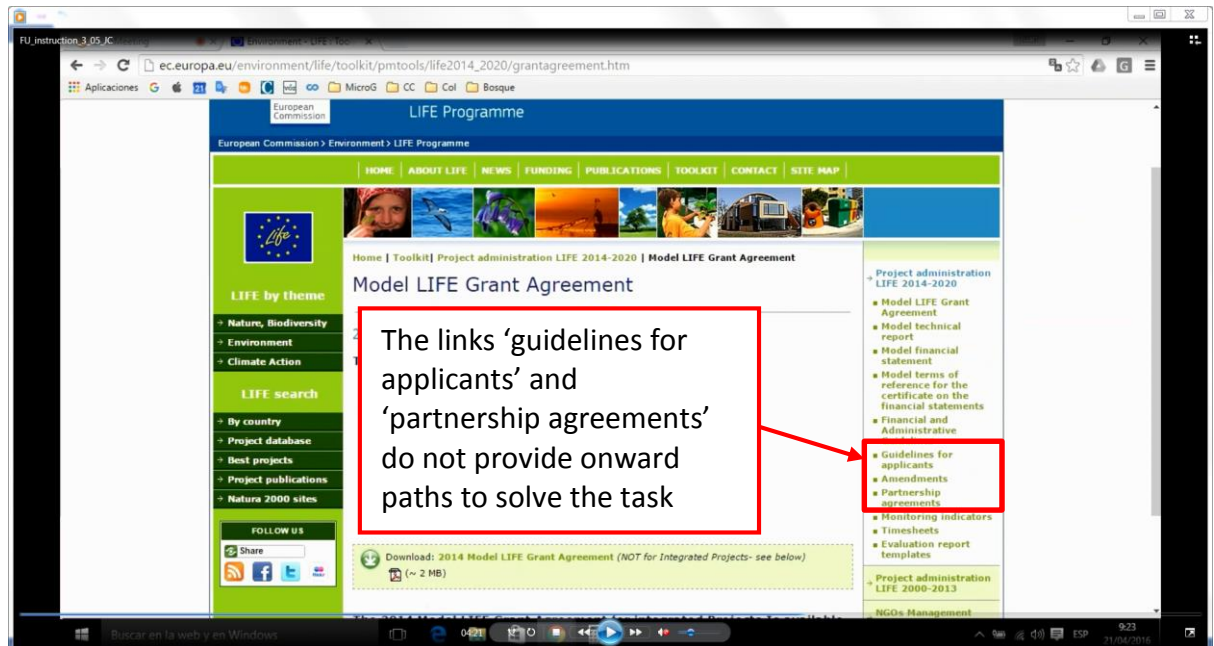 FU_instruction_3_05_JC
Environment - LIFE : Too
ec.europa.eu/environment/life/toolkit/pmtools/life2014_2020/grantagreement.htm
Aplicaciones
MicroG
CC
Col
Bosque
European
Commission
LIFE Programme
European Commission > Environment > LIFE Programme
HOME | ABOUT LIFE | NEWS | FUNDING | PUBLICATIONS | TOOLKIT | CONTACT | SITE MAP |
Life
Home | Toolkit| Project administration LIFE 2014-2020 | Model LIFE Grant Agreement
Model LIFE Grant Agreement
LIFE by theme
Nature, Biodiversity
Environment
Climate Action
LIFE search
By country
Project database
Best projects
Project publications
Natura 2000 sites
FOLLOW US
Share
The links ‘guidelines for
applicants’ and
‘partnership agreements’
do not provide onward
paths to solve the task
Download: 2014 Model LIFE Grant Agreement (NOT for Integrated Projects- see below)
(~ 2 MB)
Project administration
LIFE 2014-2020
Model LIFE Grant
Agreement
Model technical
report
Model financial
statement
Model terms of
reference for the
certificate on the
financial statements
Financial and
Administrative
Guidelines for
applicants
Amendments
Partnership
agreements
Monitoring indicators
Timesheets
Evaluation report
templates
Project administration
LIFE 2000-2013
NGOs Management
Buscar en la web y en Windows
04:21
ESP
9:23
21/04/2016